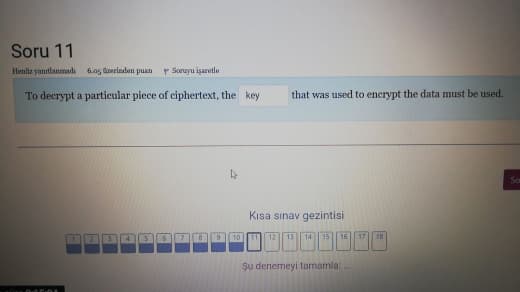 Soru 11
Henüz yanıtlanmadı 6.05 üzerinden puan Soruyu işaretle
To decrypt a particular piece of ciphertext, the key that was used to encrypt the data must be used.
So
Kısa sınav gezintisi
1 2 3 4 5 6 7 8 9 10 11 12 13 14 15 16 17 18
Şu denemeyi tamamla: ...